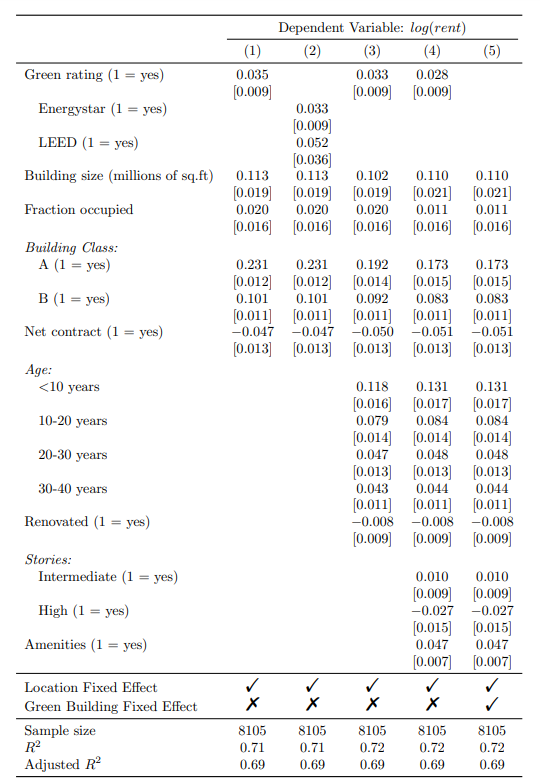 Dependent Variable: log(rent)
(1) (2) (3) (4) (5)
Green rating (1 = yes) 0.035 0.033 0.028
[0.009] [0.009] [0.009]
Energystar (1 = yes) 0.033
[0.009]
LEED (1 = yes) 0.052
[0.036]
Building size (millions of sq.ft) 0.113 0.113 0.102 0.110 0.110
[0.019] [0.019] [0.019] [0.021] [0.021]
Fraction occupied 0.020 0.020 0.020 0.011 0.011
[0.016] [0.016] [0.016] [0.016] [0.016]
Building Class:
A (1 = yes) 0.231 0.231 0.192 0.173 0.173
[0.012] [0.012] [0.014] [0.015] [0.015]
B (1 = yes) 0.101 0.101 0.092 0.083 0.083
[0.011] [0.011] [0.011] [0.011] [0.011]
Net contract (1 = yes) −0.047 −0.047 −0.050 −0.051 −0.051
[0.013] [0.013] [0.013] [0.013] [0.013]
Age:
<10 years 0.118 0.131 0.131
[0.016] [0.017] [0.017]
10-20 years 0.079 0.084 0.084
[0.014] [0.014] [0.014]
20-30 years 0.047 0.048 0.048
[0.013] [0.013] [0.013]
30-40 years 0.043 0.044 0.044
[0.011] [0.011] [0.011]
Renovated (1 = yes) −0.008 −0.008 −0.008
[0.009] [0.009] [0.009]
Stories:
Intermediate (1 = yes) 0.010 0.010
[0.009] [0.009]
High (1 = yes) −0.027 −0.027
[0.015] [0.015]
Amenities (1 = yes) 0.047 0.047
[0.007] [0.007]
Location Fixed Effect ✓ ✓ ✓ ✓ ✓
Green Building Fixed Effect ✗ ✗ ✗ ✗ ✓
Sample size 8105 8105 8105 8105 8105
R² 0.71 0.71 0.72 0.72 0.72
Adjusted R² 0.69 0.69 0.69 0.69 0.69